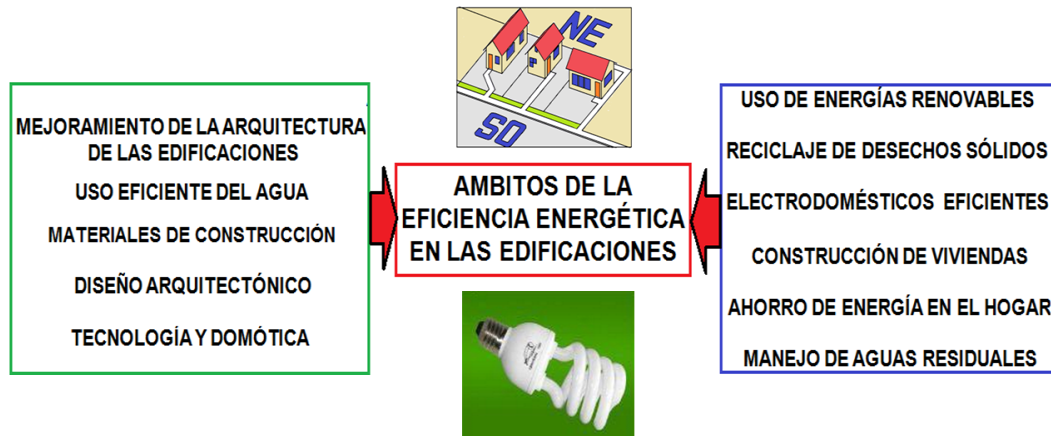 NE
SO
MEJORAMIENTO DE LA ARQUITECTURA
DE LAS EDIFICACIONES
USO EFICIENTE DEL AGUA
MATERIALES DE CONSTRUCCIÓN
DISEÑO ARQUITECTÓNICO
TECNOLOGÍA Y DOMÓTICA
AMBITOS DE LA
EFICIENCIA ENERGÉTICA
EN LAS EDIFICACIONES
USO DE ENERGÍAS RENOVABLES
RECICLAJE DE DESECHOS SÓLIDOS
ELECTRODOMÉSTICOS EFICIENTES
CONSTRUCCIÓN DE VIVIENDAS
AHORRO DE ENERGÍA EN EL HOGAR
MANEJO DE AGUAS RESIDUALES